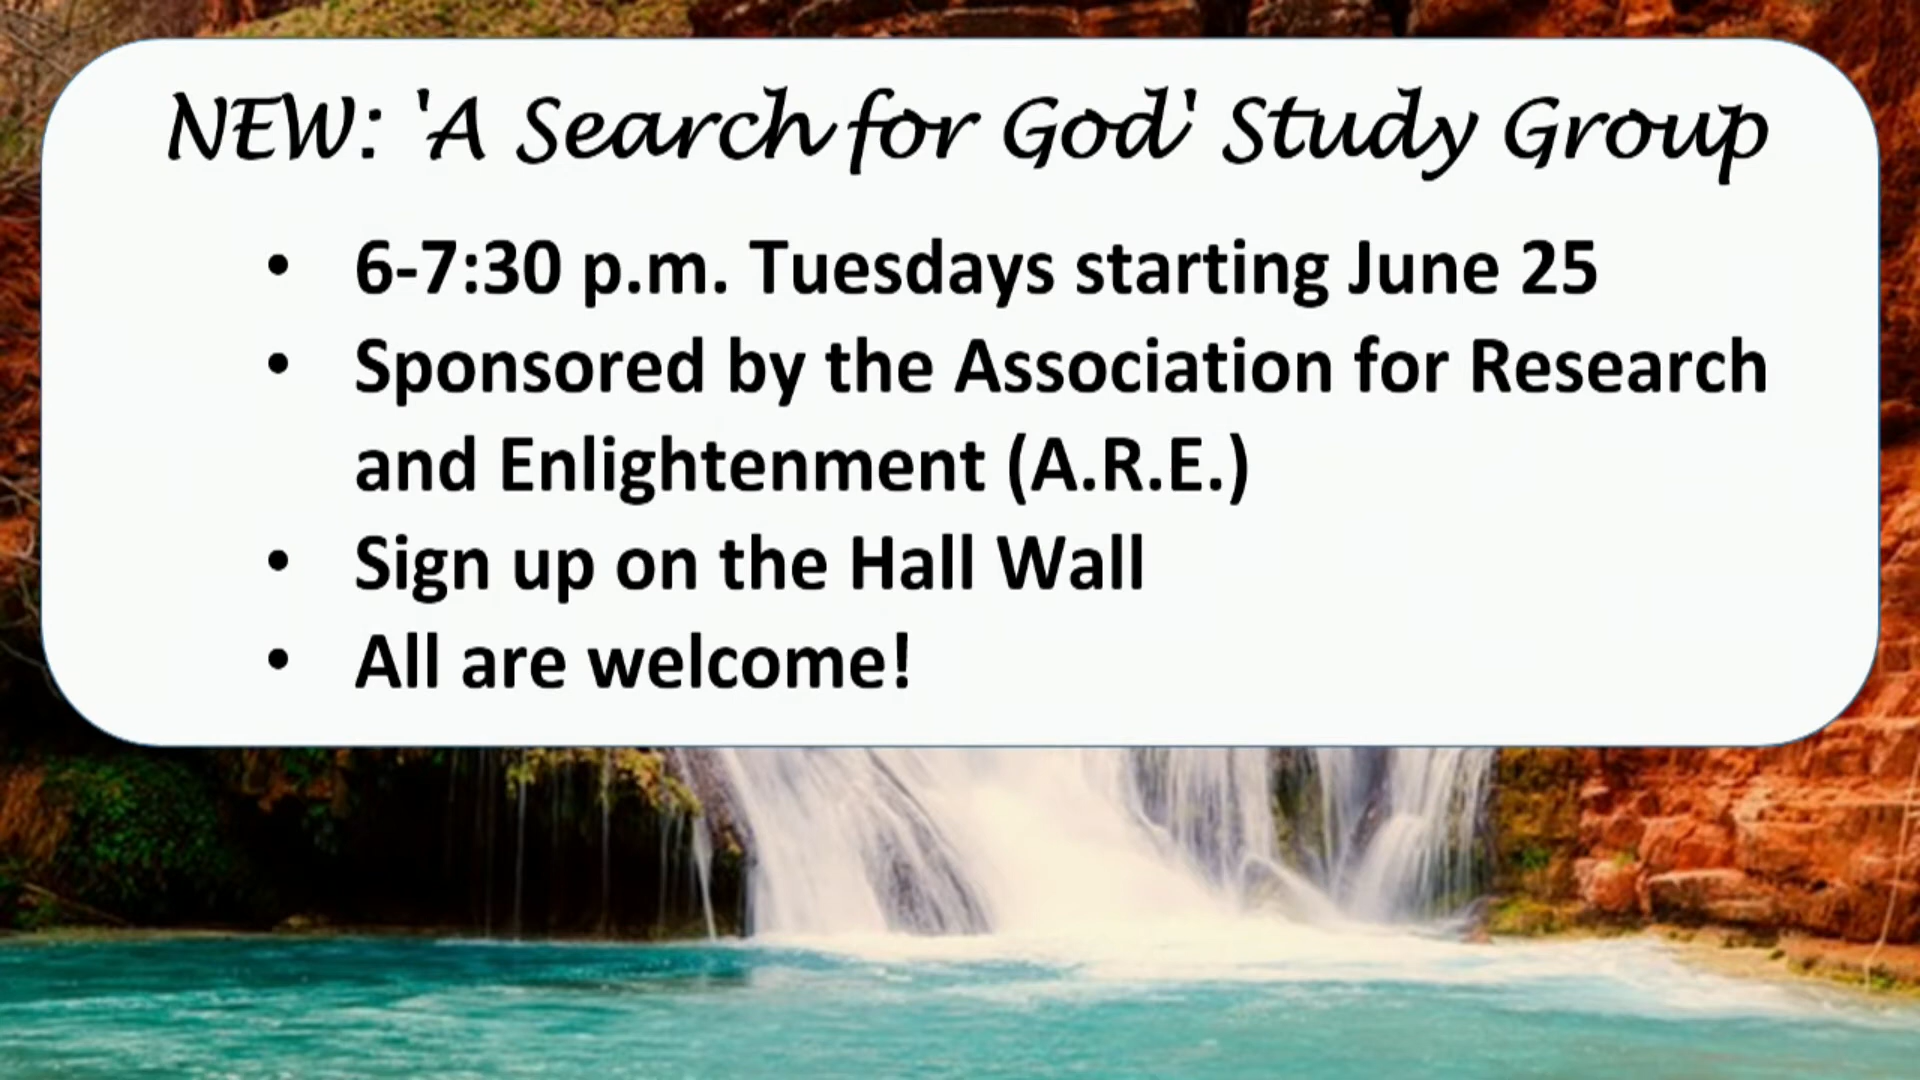 NEW: 'A Search for God' Study Group
• 6-7:30 p.m. Tuesdays starting June 25
• Sponsored by the Association for Research
and Enlightenment (A.R.E.)
• Sign up on the Hall Wall
• All are welcome!